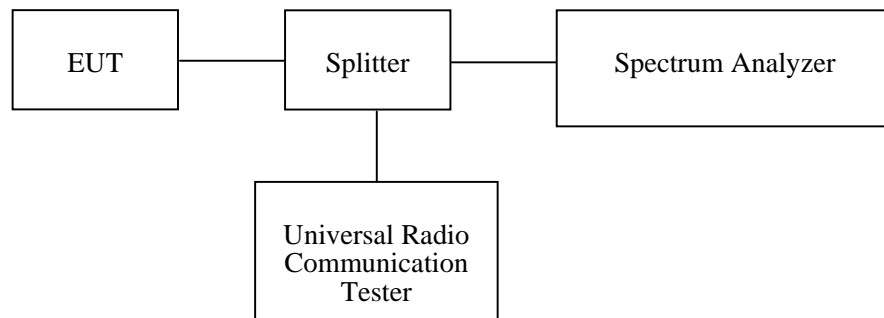 EUT
Splitter
Spectrum Analyzer
Universal Radio
Communication
Tester